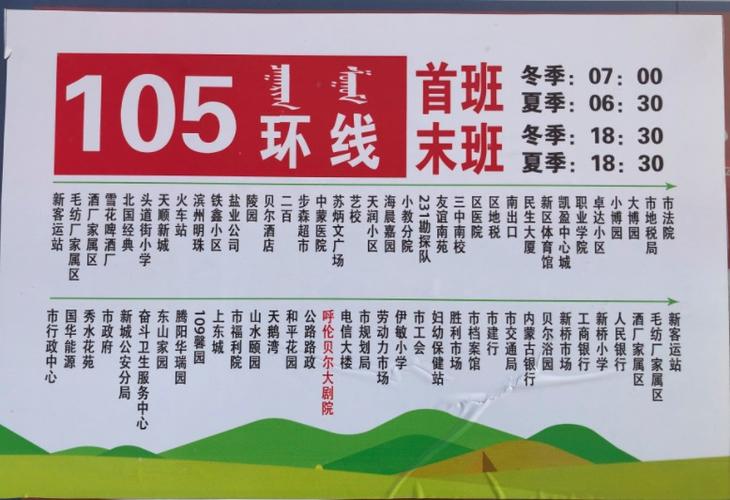 105
环线
首班
冬季：07：00
夏季：06：30
末班
冬季：18：30
夏季：18：30
新客运站
毛纺厂家属区
酒厂家属区
雪花啤酒厂
北国经典
头道街小学
天顺新城
火车站
滨州明珠
铁鑫小区
盐业公司
陵园
贝尔酒店
二百
步森超市
中蒙医院
苏炳文广场
艺校
天润小区
海晨嘉园
小教分院
231勘探队
友谊南苑
三中南校
区医院
区地税
南出口
民生大厦
新区体育馆
凯盈中心城
职业学院
卓达小区
小博园
大博园
市地税局
市法院
市行政中心
国华能源
秀水花苑
市政府
新城公安分局
奋斗卫生服务中心
东山家园
腾阳华瑞园
109馨园
上东城
市福利院
山水颐园
天鹅湾
和平花园
公路路政
呼伦贝尔大剧院
电信大楼
市规划局
劳动力市场
伊敏小学
市工会
妇幼保健站
胜利市场
市档案馆
市建行
市交通局
内蒙古银行
贝尔浴园
新桥市场
工商银行
新桥小学
人民银行
酒厂家属区
毛纺厂家属区
新客运站